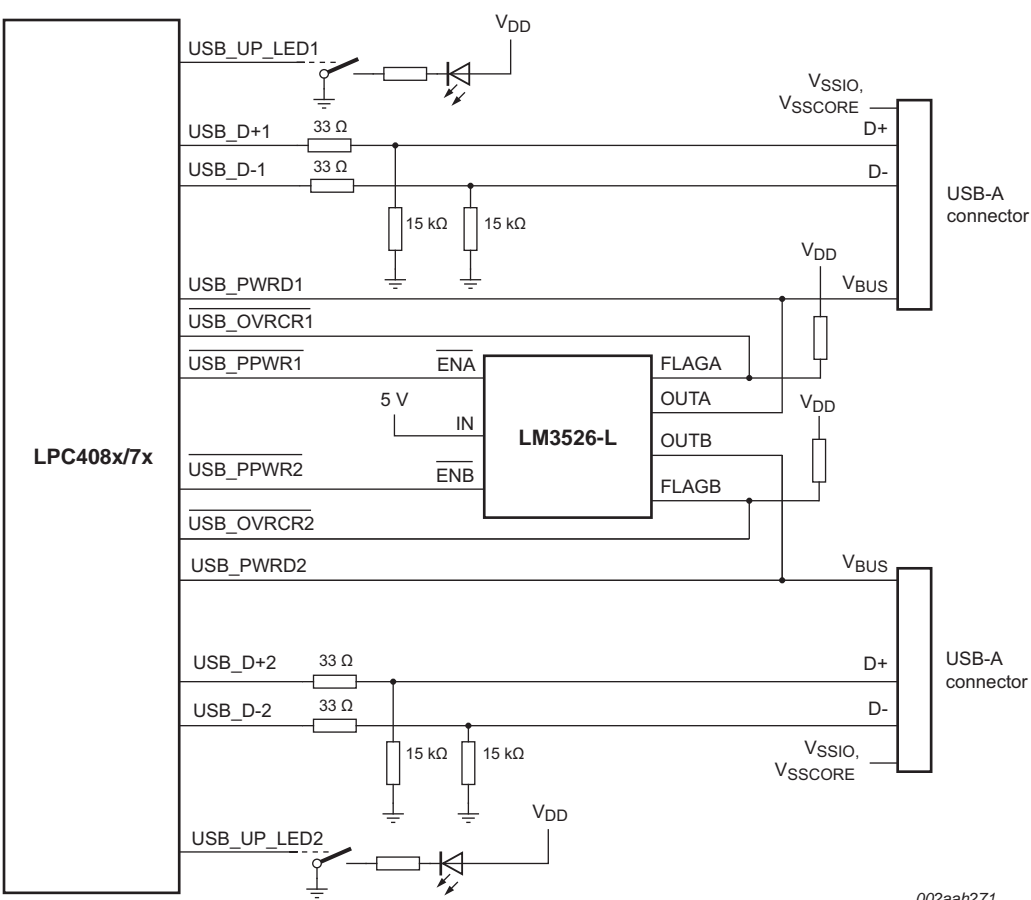 VDD
USB_UP_LED1
VSSIO,
VSSCORE
USB_D+1
33 Ω
D+
USB_D-1
33 Ω
D-
USB-A
connector
15 kΩ
15 kΩ
VDD
USB_PWRD1
VBUS
USB_OVRCR1
USB_PPWR1
ENA
FLAGA
5 V
OUTA
VDD
IN
LM3526-L
OUTB
LPC408x/7x
USB_PPWR2
ENB
FLAGB
USB_OVRCR2
USB_PWRD2
VBUS
USB_D+2
33 Ω
D+
USB-A
connector
USB_D-2
33 Ω
D-
15 kΩ
15 kΩ
VSSIO,
VSSCORE
VDD
USB_UP_LED2
002aah271